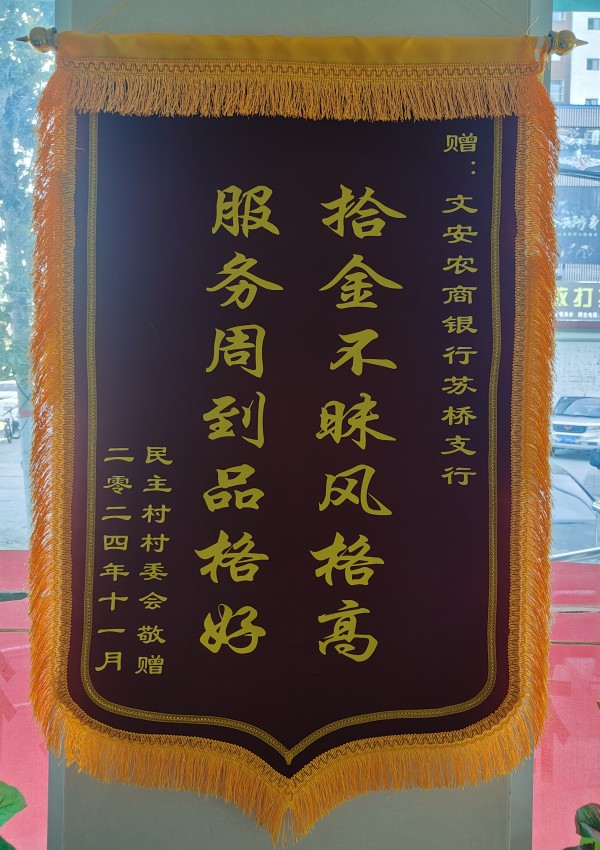 赠：文安农商银行苏桥支行
拾金不昧风格高
服务周到品格好
民主村村委会敬赠
二零二四年十一月